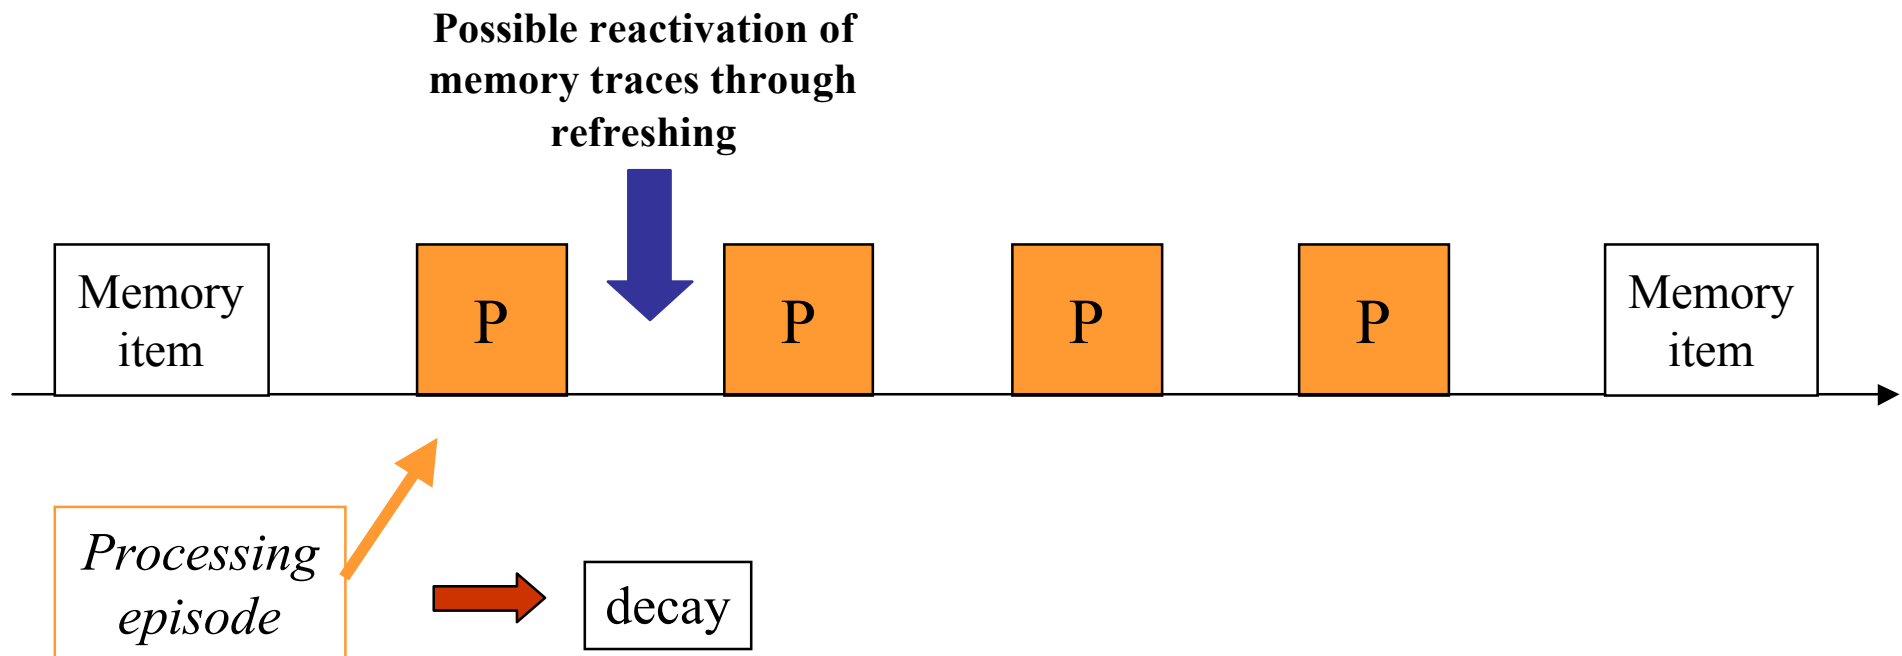 Possible reactivation of
memory traces through
refreshing
Memory
item
P
P
P
P
Memory
item
Processing
episode
decay